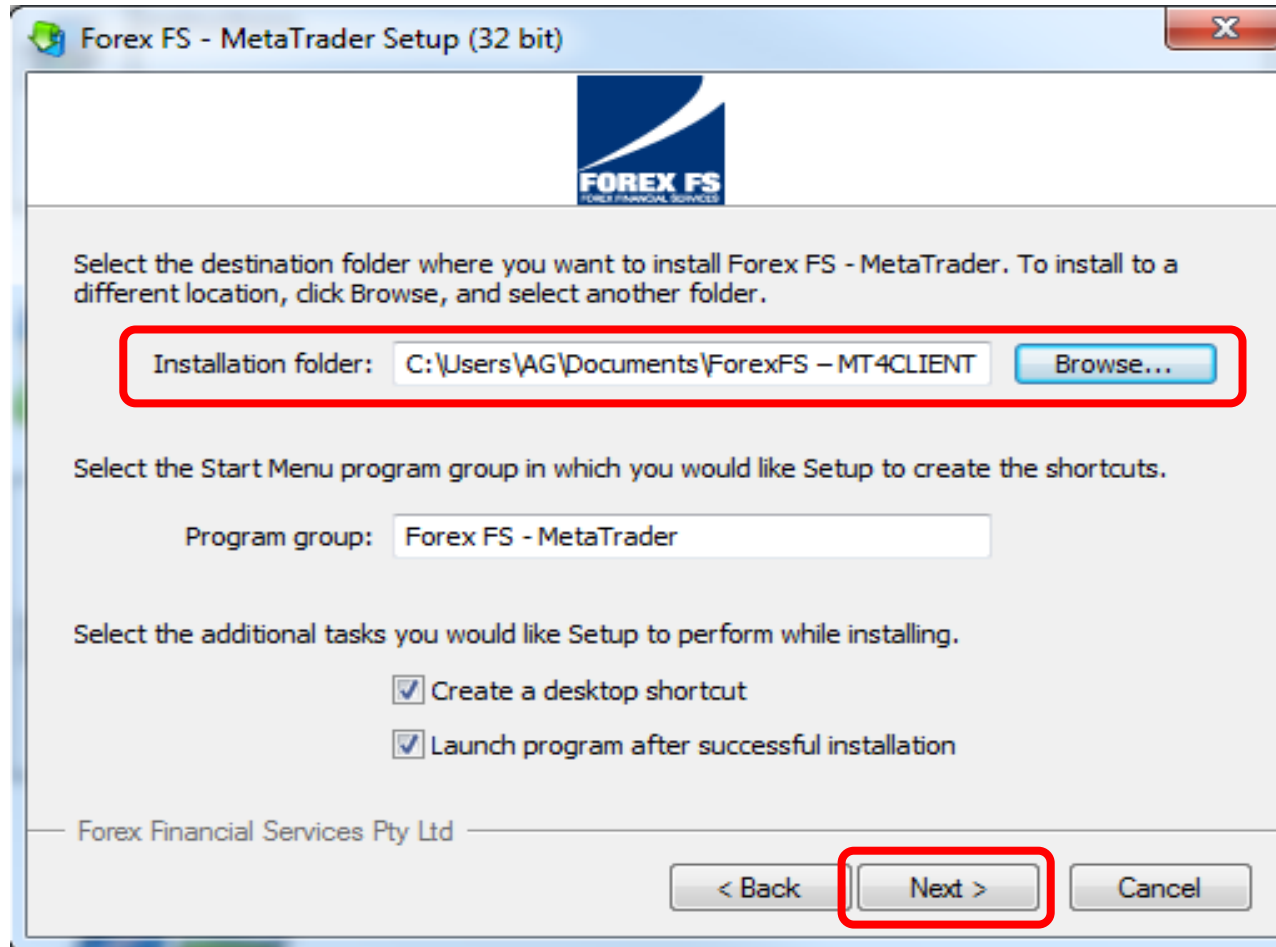 Forex FS - MetaTrader Setup (32 bit)
FOREX FS
FOREX FINANCIAL SERVICES
Select the destination folder where you want to install Forex FS - MetaTrader. To install to a
different location, click Browse, and select another folder.
Installation folder: C:\Users\AG\Documents\ForexFS – MT4CLIENT Browse...
Select the Start Menu program group in which you would like Setup to create the shortcuts.
Program group: Forex FS - MetaTrader
Select the additional tasks you would like Setup to perform while installing.
Create a desktop shortcut
Launch program after successful installation
Forex Financial Services Pty Ltd
< Back Next > Cancel